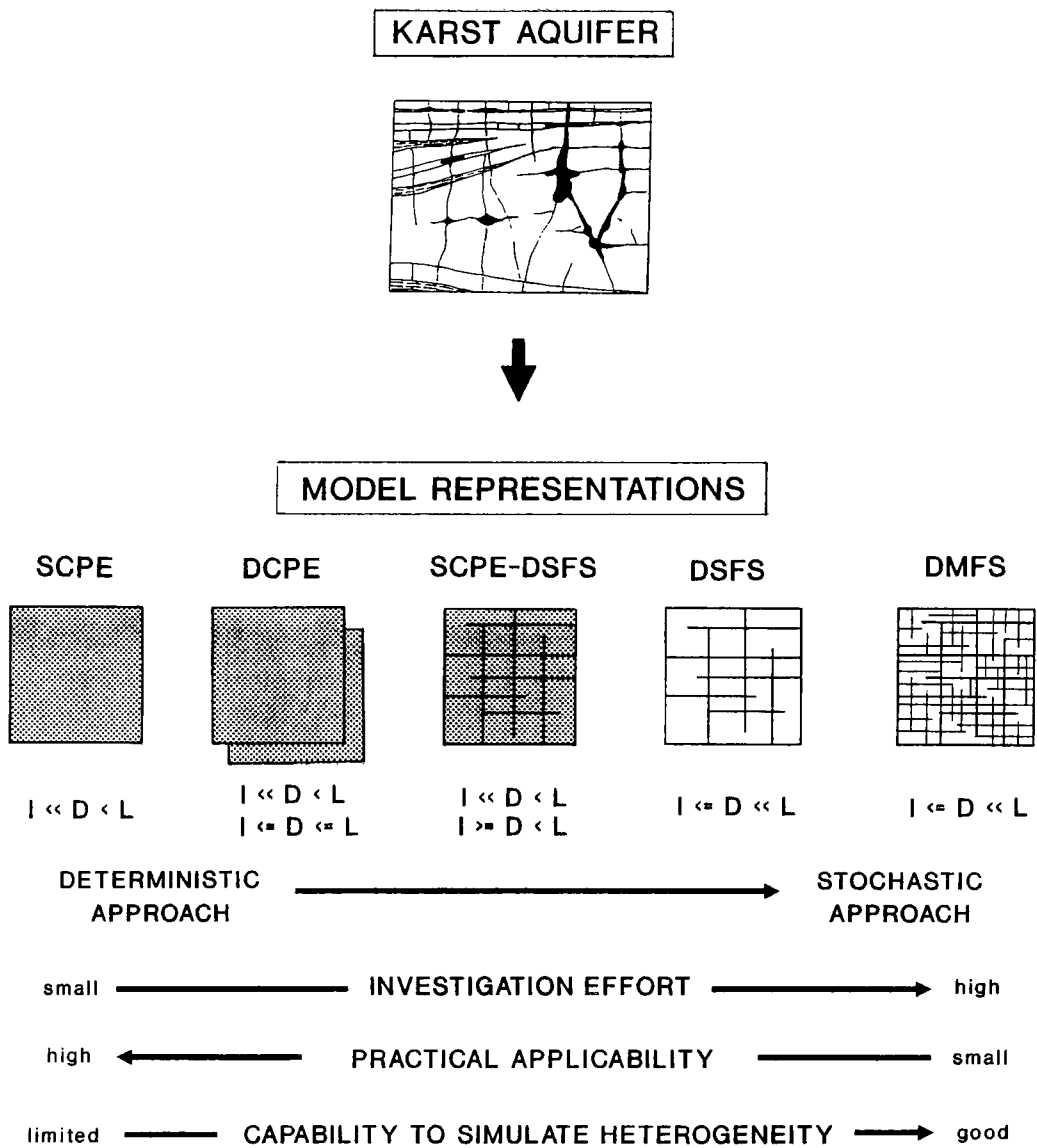 KARST AQUIFER
MODEL REPRESENTATIONS
SCPE DCPE SCPE-DSFS DSFS DMFS
l << D < L l << D < L l << D < L l <= D << L l <= D << L
l <= D <= L l >= D < L
DETERMINISTIC STOCHASTIC
APPROACH APPROACH
small INVESTIGATION EFFORT high
high PRACTICAL APPLICABILITY small
limited CAPABILITY TO SIMULATE HETEROGENEITY good